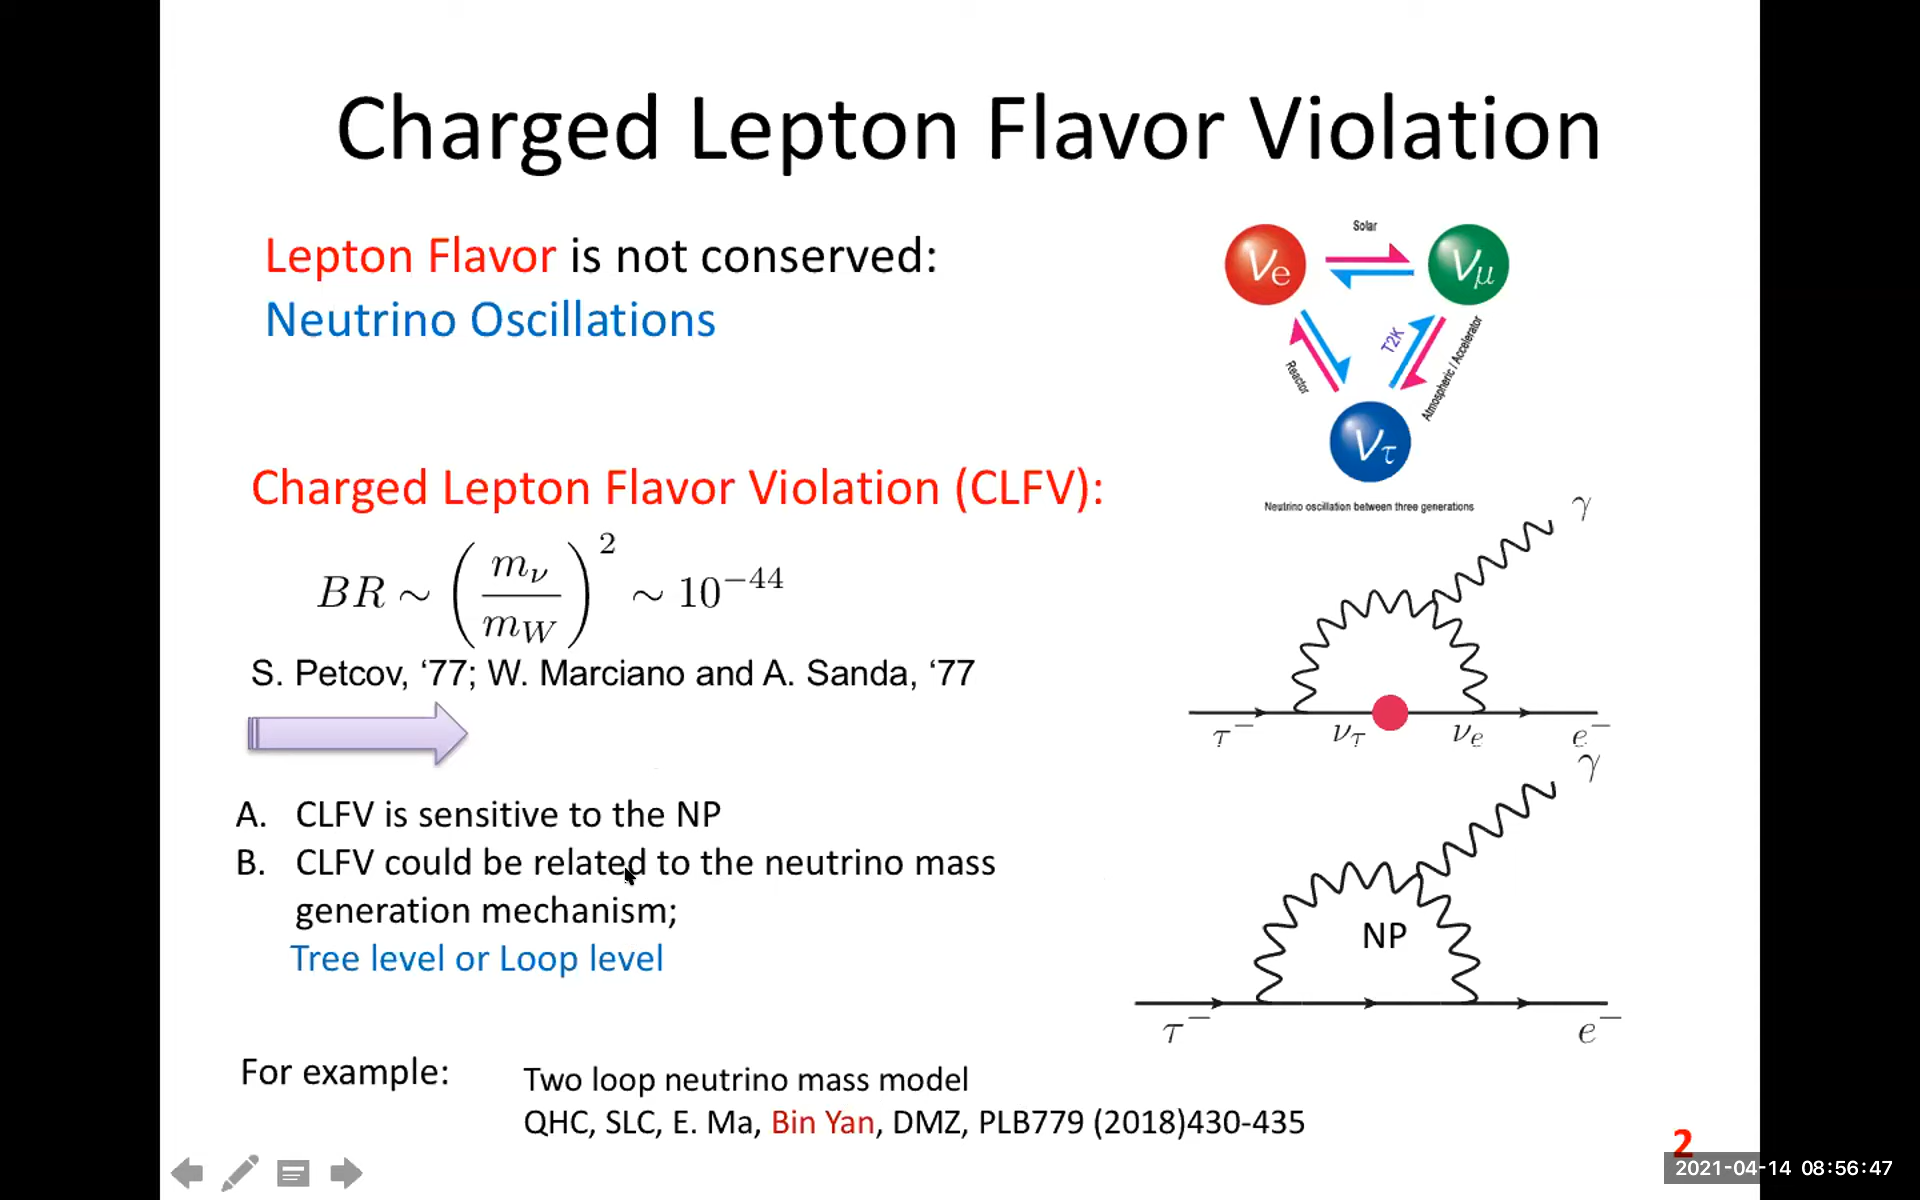 Charged Lepton Flavor Violation
Lepton Flavor is not conserved:
Neutrino Oscillations
Solar
νe
νμ
Reactor
T2K
Atmospheric / Accelerator
ντ
Neutrino oscillation between three generations
Charged Lepton Flavor Violation (CLFV):
BR ∼ (mν/mW)^2 ∼ 10^−44
S. Petcov, ‘77; W. Marciano and A. Sanda, ‘77
γ
τ− ντ νe e−
A. CLFV is sensitive to the NP
B. CLFV could be related to the neutrino mass
generation mechanism;
Tree level or Loop level
γ
NP
τ− e−
For example:
Two loop neutrino mass model
QHC, SLC, E. Ma, Bin Yan, DMZ, PLB779 (2018)430-435
2
2021-04-14 08:56:47